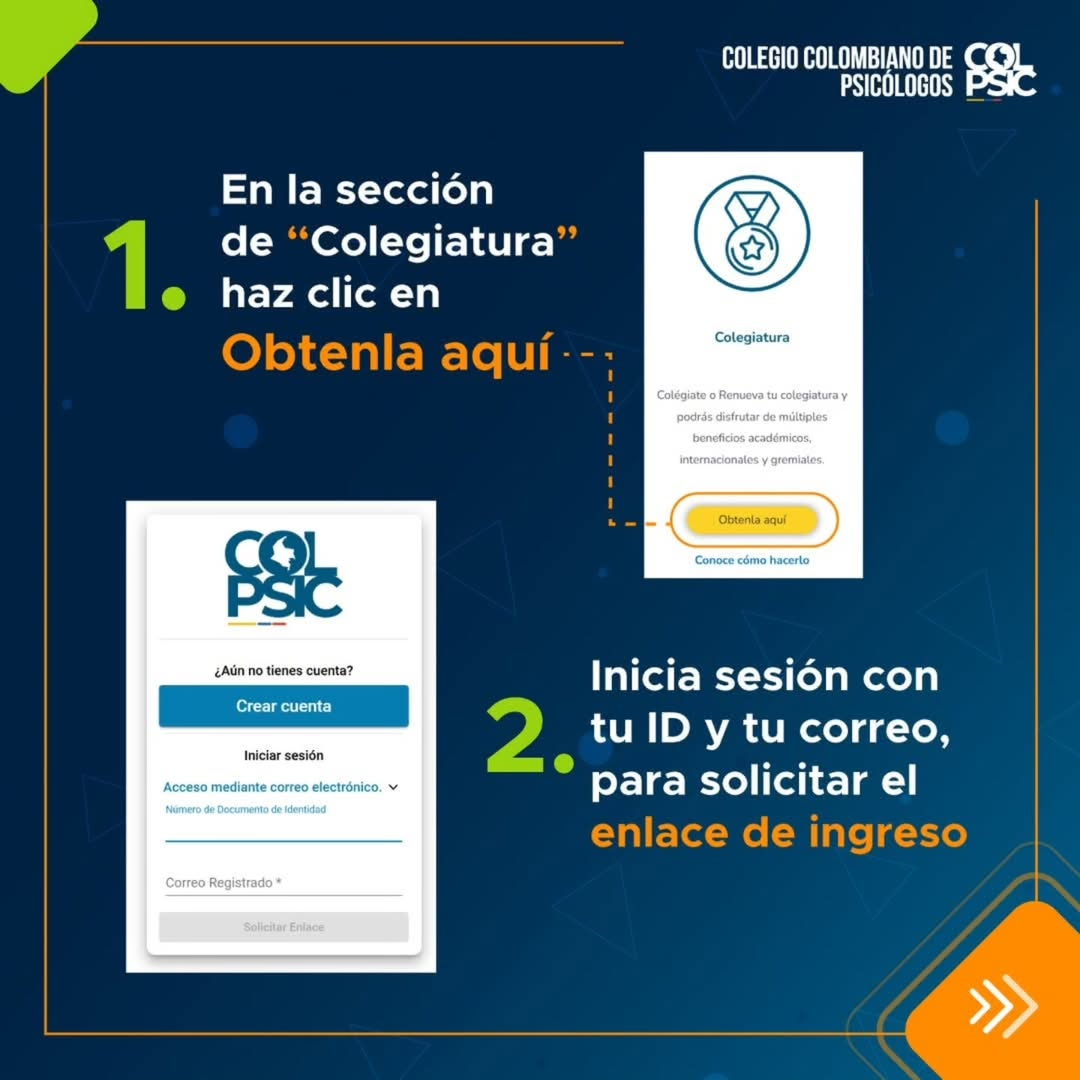 COLEGIO COLOMBIANO DE
PSICÓLOGOS
COL
PSIC
1.
En la sección
de “Colegiatura”
haz clic en
Obtenla aquí
Colegiatura
Colégiate o Renueva tu colegiatura y
podrás disfrutar de múltiples
beneficios académicos,
internacionales y gremiales.
Obtenla aquí
Conoce cómo hacerlo
COL
PSIC
¿Aún no tienes cuenta?
Crear cuenta
Iniciar sesión
Acceso mediante correo electrónico.
Número de Documento de Identidad
Correo Registrado *
Solicitar Enlace
2.
Inicia sesión con
tu ID y tu correo,
para solicitar el
enlace de ingreso